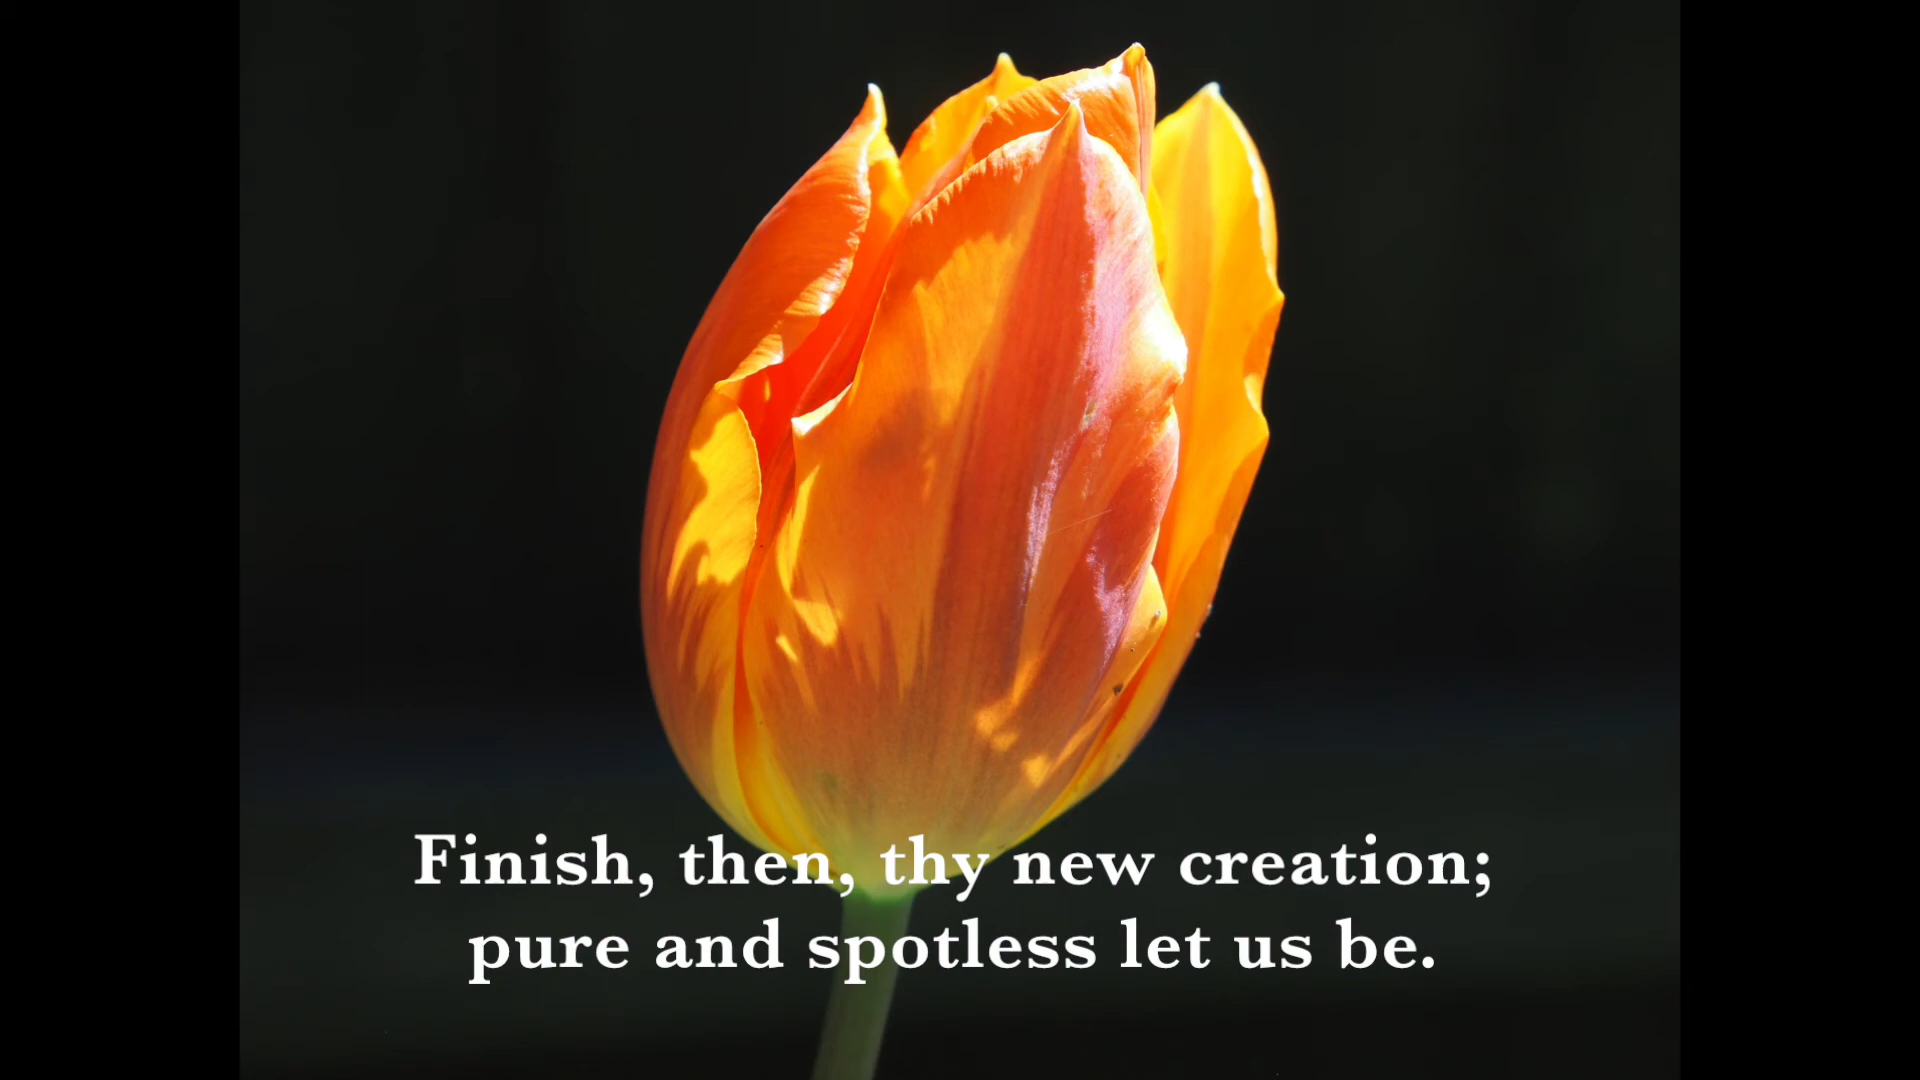 Finish, then, thy new creation;
pure and spotless let us be.